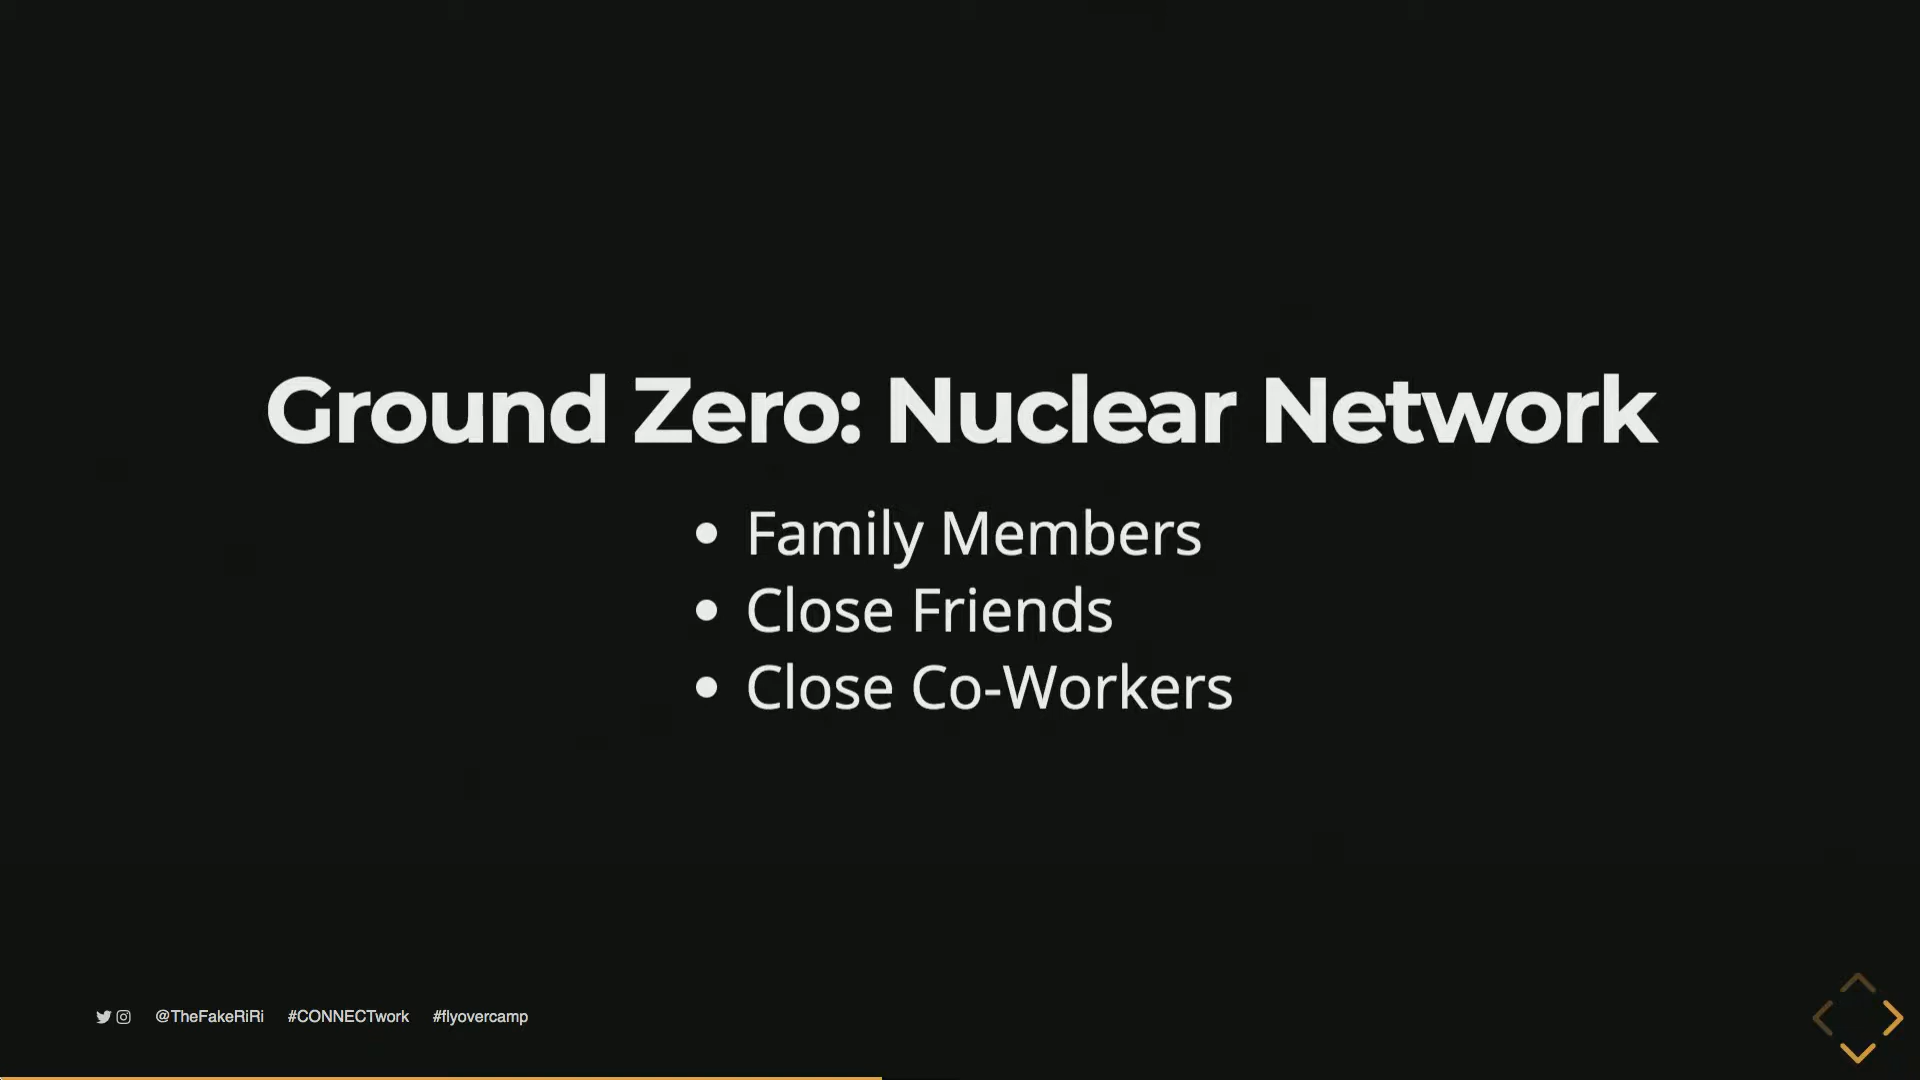 Ground Zero: Nuclear Network
Family Members
Close Friends
Close Co-Workers
@TheFakeRiRi #CONNECTwork #flyovercamp